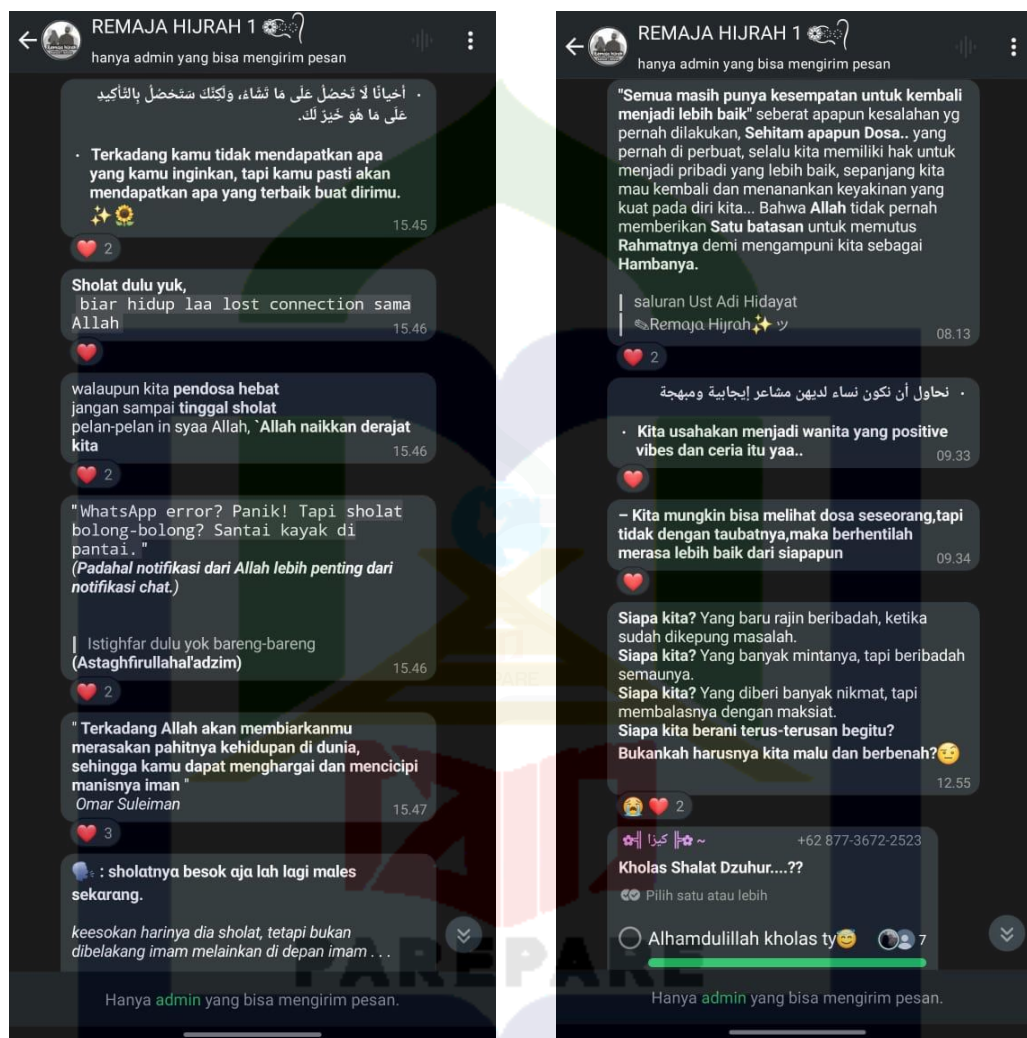 REMAJA HIJRAH 1
hanya admin yang bisa mengirim pesan
· أحيانًا لَا تَحْصُلُ عَلَى مَا تَشَاءُ، وَلَكِنَّكَ سَتَحْصُلُ بِالتَّأْكِيدِ
عَلَى مَا هُوَ خَيْرٌ لَكَ.
· Terkadang kamu tidak mendapatkan apa
yang kamu inginkan, tapi kamu pasti akan
mendapatkan apa yang terbaik buat dirimu.
✨🌻
15.45
❤️ 2
Sholat dulu yuk,
biar hidup laa lost connection sama
Allah
15.46
❤️
walaupun kita pendosa hebat
jangan sampai tinggal sholat
pelan-pelan in syaa Allah, `Allah naikkan derajat
kita
15.46
❤️ 2
"WhatsApp error? Panik! Tapi sholat
bolong-bolong? Santai kayak di
pantai."
(Padahal notifikasi dari Allah lebih penting dari
notifikasi chat.)
Istighfar dulu yok bareng-bareng
(Astaghfirullahal'adzim)
15.46
❤️ 2
" Terkadang Allah akan membiarkanmu
merasakan pahitnya kehidupan di dunia,
sehingga kamu dapat menghargai dan mencicipi
manisnya iman "
Omar Suleiman
15.47
❤️ 3
🗣️ : sholatnya besok aja lah lagi males
sekarang.
keesokan harinya dia sholat, tetapi bukan
dibelakang imam melainkan di depan imam . . .
Hanya admin yang bisa mengirim pesan.
REMAJA HIJRAH 1
hanya admin yang bisa mengirim pesan
"Semua masih punya kesempatan untuk kembali
menjadi lebih baik" seberat apapun kesalahan yg
pernah dilakukan, Sehitam apapun Dosa.. yang
pernah di perbuat, selalu kita memiliki hak untuk
menjadi pribadi yang lebih baik, sepanjang kita
mau kembali dan menanankan keyakinan yang
kuat pada diri kita... Bahwa Allah tidak pernah
memberikan Satu batasan untuk memutus
Rahmatnya demi mengampuni kita sebagai
Hambanya.
saluran Ust Adi Hidayat
✎Remaja Hijrah✨ ッ
08.13
❤️ 2
· نحاول أن نكون نساء لديهن مشاعر إيجابية ومبهجة
· Kita usahakan menjadi wanita yang positive
vibes dan ceria itu yaa..
09.33
❤️
– Kita mungkin bisa melihat dosa seseorang,tapi
tidak dengan taubatnya,maka berhentilah
merasa lebih baik dari siapapun
09.34
❤️
Siapa kita? Yang baru rajin beribadah, ketika
sudah dikepung masalah.
Siapa kita? Yang banyak mintanya, tapi beribadah
semaunya.
Siapa kita? Yang diberi banyak nikmat, tapi
membalasnya dengan maksiat.
Siapa kita berani terus-terusan begitu?
Bukankah harusnya kita malu dan berbenah?🤨
12.55
😭❤️ 2
~ ✿╠ كيزا ╣✿ +62 877-3672-2523
Kholas Shalat Dzuhur....??
Pilih satu atau lebih
Alhamdulillah kholas ty😇 7
Hanya admin yang bisa mengirim pesan.
PAREPARE